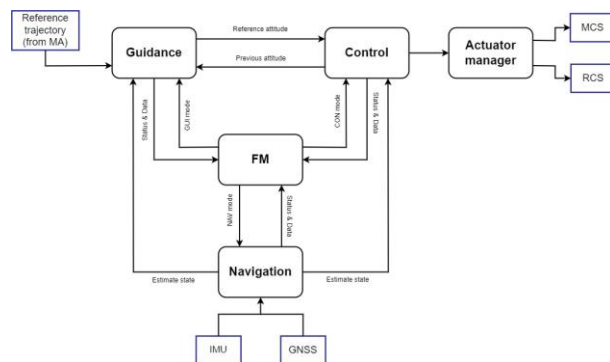 Reference
trajectory
(from MA)
Guidance
Reference attitude
Previous attitude
Control
Actuator
manager
MCS
RCS
Status & Data
GUI mode
CON mode
Status & Data
FM
NAV mode
Status & Data
Estimate state
Navigation
Estimate state
IMU
GNSS